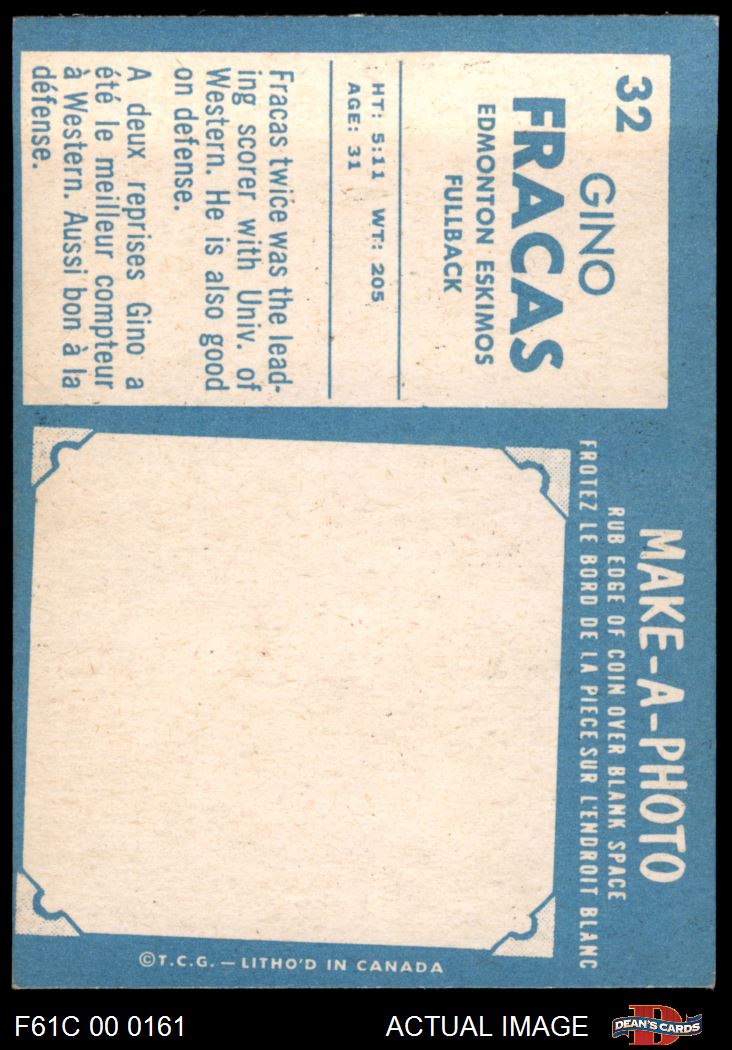 32
GINO
FRACAS
EDMONTON ESKIMOS
FULLBACK
HT: 5:11 WT: 205
AGE: 31
Fracas twice was the lead-
ing scorer with Univ. of
Western. He is also good
on defense.
A deux reprises Gino a
été le meilleur compteur
à Western. Aussi bon à la
défense.
MAKE-A-PHOTO
RUB EDGE OF COIN OVER BLANK SPACE
FROTEZ LE BORD DE LA PIECE SUR L'ENDROIT BLANC
©T.C.G. — LITHO'D IN CANADA
F61C 00 0161
ACTUAL IMAGE
D
DEAN'S CARDS